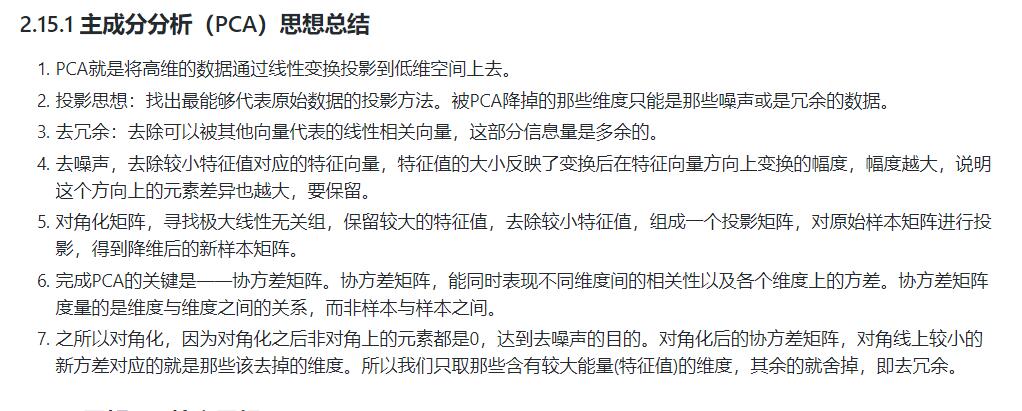 2.15.1 主成分分析（PCA）思想总结
1. PCA就是将高维的数据通过线性变换投影到低维空间上去。
2. 投影思想：找出最能够代表原始数据的投影方法。被PCA降掉的那些维度只能是那些噪声或是冗余的数据。
3. 去冗余：去除可以被其他向量代表的线性相关向量，这部分信息量是多余的。
4. 去噪声，去除较小特征值对应的特征向量，特征值的大小反映了变换后在特征向量方向上变换的幅度，幅度越大，说明
这个方向上的元素差异也越大，要保留。
5. 对角化矩阵，寻找极大线性无关组，保留较大的特征值，去除较小特征值，组成一个投影矩阵，对原始样本矩阵进行投
影，得到降维后的新样本矩阵。
6. 完成PCA的关键是——协方差矩阵。协方差矩阵，能同时表现不同维度间的相关性以及各个维度上的方差。协方差矩阵
度量的是维度与维度之间的关系，而非样本与样本之间。
7. 之所以对角化，因为对角化之后非对角上的元素都是0，达到去噪声的目的。对角化后的协方差矩阵，对角线上较小的
新方差对应的就是那些该去掉的维度。所以我们只取那些含有较大能量(特征值)的维度，其余的就舍掉，即去冗余。